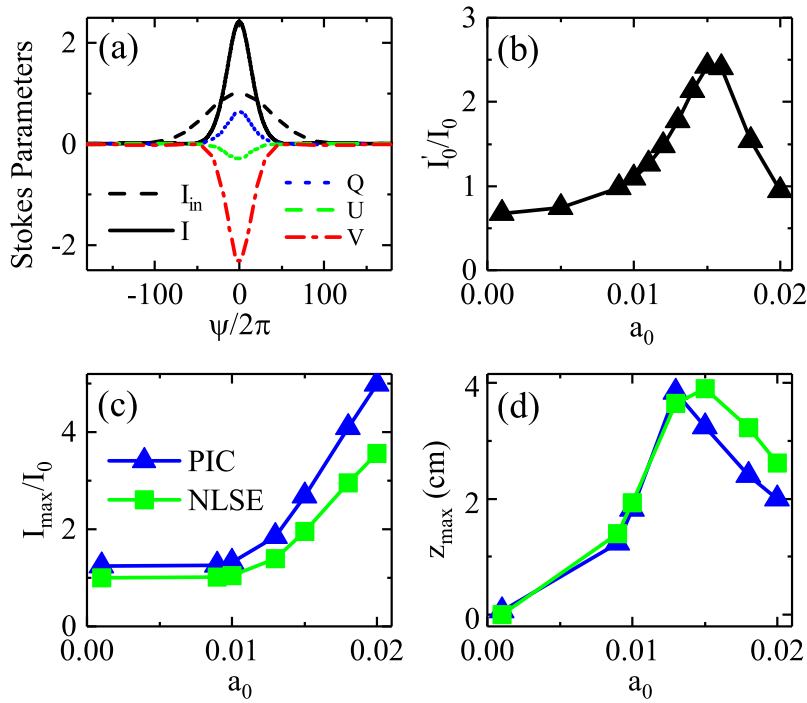 (a)
Stokes Parameters
2
0
-2
I_in
I
Q
U
V
-100
0
100
ψ/2π
(b)
I'_0/I_0
3
2
1
0
0.00
0.01
0.02
a_0
(c)
I_max/I_0
4
2
0
PIC
NLSE
0.00
0.01
0.02
a_0
(d)
z_max (cm)
4
2
0
0.00
0.01
0.02
a_0